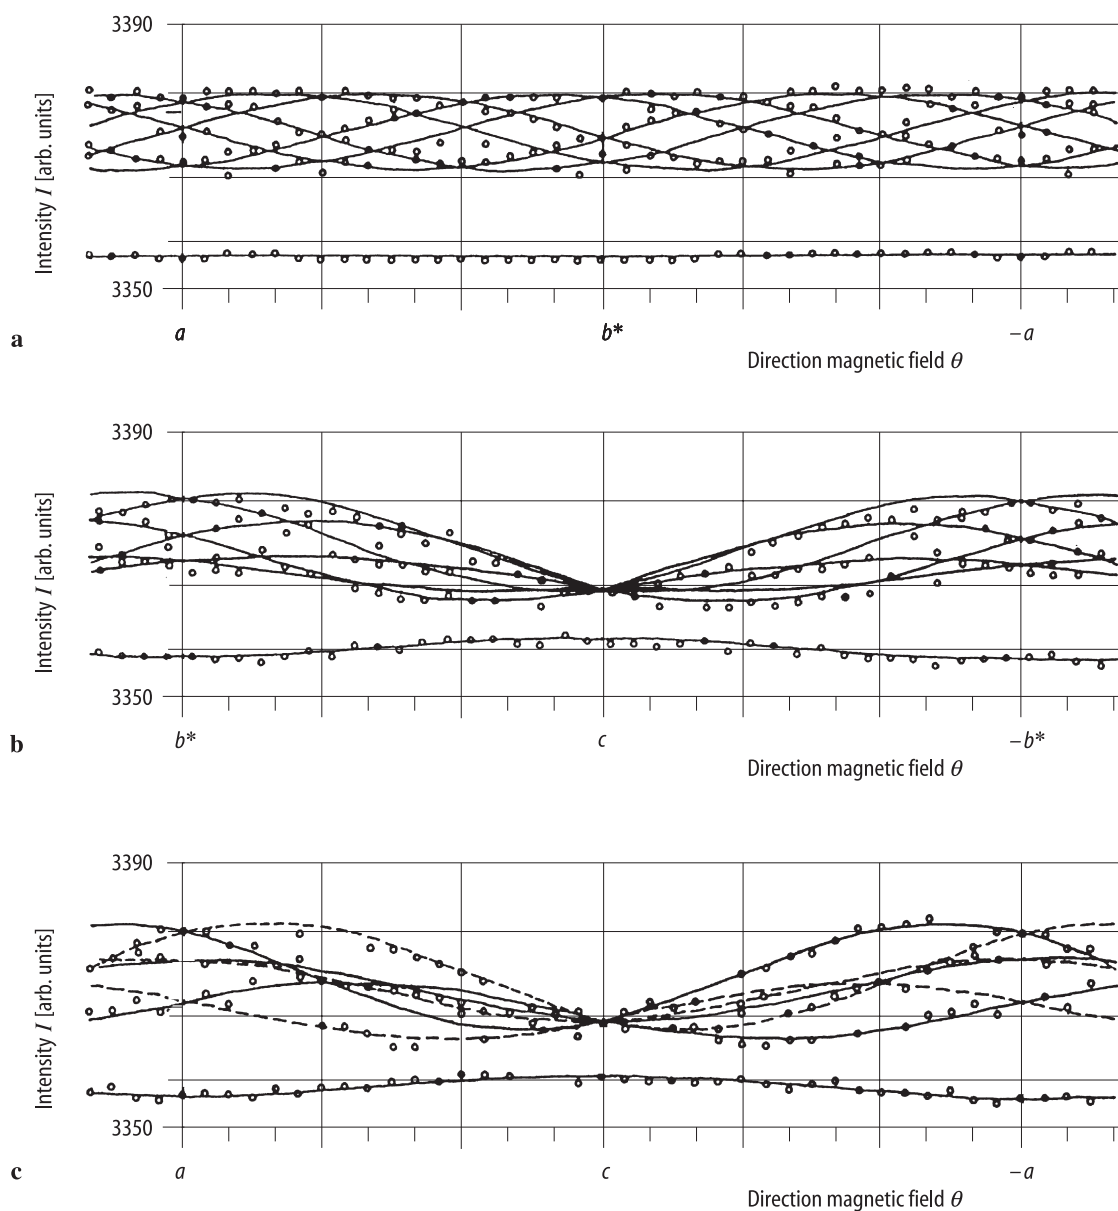 3390
Intensity I [arb. units]
3350
a b* –a
a
Direction magnetic field θ
3390
Intensity I [arb. units]
3350
b* c –b*
b
Direction magnetic field θ
3390
Intensity I [arb. units]
3350
a c –a
c
Direction magnetic field θ